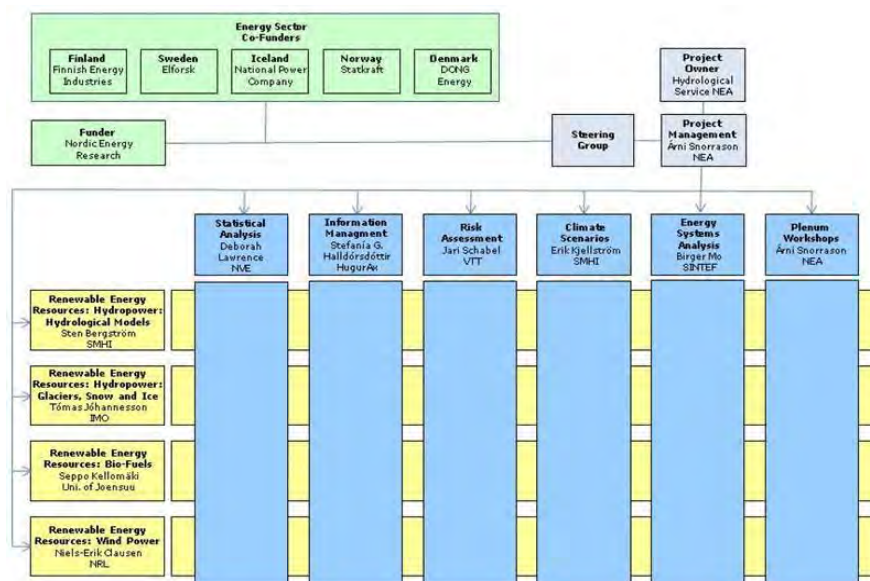 Energy Sector
Co-Funders
Finland
Finnish Energy
Industries
Sweden
Elforsk
Iceland
National Power
Company
Norway
Statkraft
Denmark
DONG
Energy
Project
Owner
Hydrological
Service NEA
Funder
Nordic Energy
Research
Steering
Group
Project
Management
Árni Snorrason
NEA
Statistical
Analysis
Deborah
Lawrence
NVE
Information
Managment
Stefanía G.
Halldórsdóttir
HugurAx
Risk
Assessment
Jari Schabel
VTT
Climate
Scenarios
Erik Kjellström
SMHI
Energy
Systems
Analysis
Birger Mo
SINTEF
Plenum
Workshops
Árni Snorrason
NEA
Renewable Energy
Resources: Hydropower:
Hydrological Models
Sten Bergström
SMHI
Renewable Energy
Resources: Hydropower:
Glaciers, Snow and Ice
Tómas Jóhannesson
IMO
Renewable Energy
Resources: Bio-Fuels
Seppo Kellomäki
Uni. of Joensuu
Renewable Energy
Resources: Wind Power
Niels-Erik Clausen
NRL